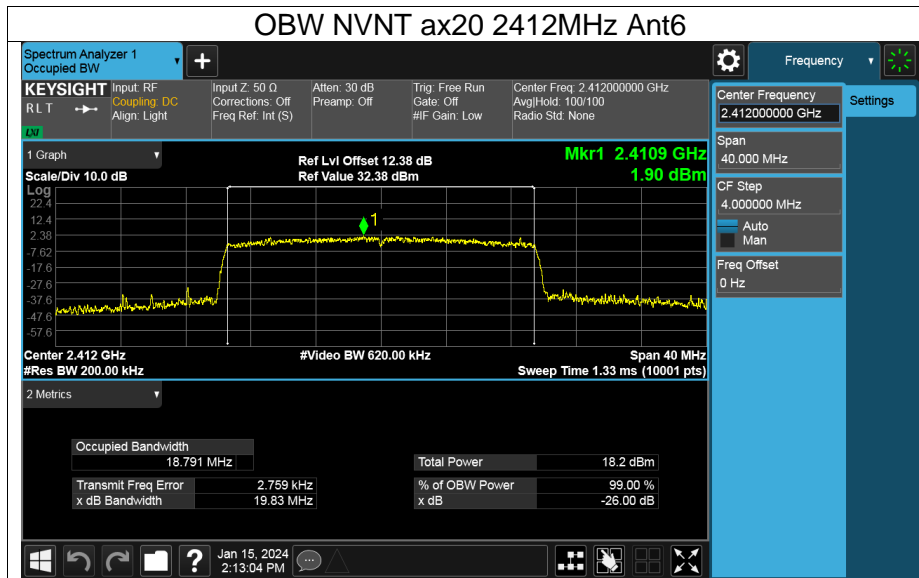 OBW NVNT ax20 2412MHz Ant6
Spectrum Analyzer 1
Occupied BW
Frequency
KEYSIGHT
R L T
LXI
Input: RF
Coupling: DC
Align: Light
Input Z: 50 Ω
Corrections: Off
Freq Ref: Int (S)
Atten: 30 dB
Preamp: Off
Trig: Free Run
Gate: Off
#IF Gain: Low
Center Freq: 2.412000000 GHz
Avg|Hold: 100/100
Radio Std: None
Center Frequency
2.412000000 GHz
Settings
Span
40.000 MHz
CF Step
4.000000 MHz
Auto
Man
Freq Offset
0 Hz
1 Graph
Scale/Div 10.0 dB
Ref Lvl Offset 12.38 dB
Ref Value 32.38 dBm
Mkr1 2.4109 GHz
1.90 dBm
Log
22.4
12.4
2.38
-7.62
-17.6
-27.6
-37.6
-47.6
-57.6
1
Center 2.412 GHz
#Res BW 200.00 kHz
#Video BW 620.00 kHz
Span 40 MHz
Sweep Time 1.33 ms (10001 pts)
2 Metrics
Occupied Bandwidth
18.791 MHz
Total Power 18.2 dBm
Transmit Freq Error 2.759 kHz
% of OBW Power 99.00 %
x dB Bandwidth 19.83 MHz
x dB -26.00 dB
?
Jan 15, 2024
2:13:04 PM